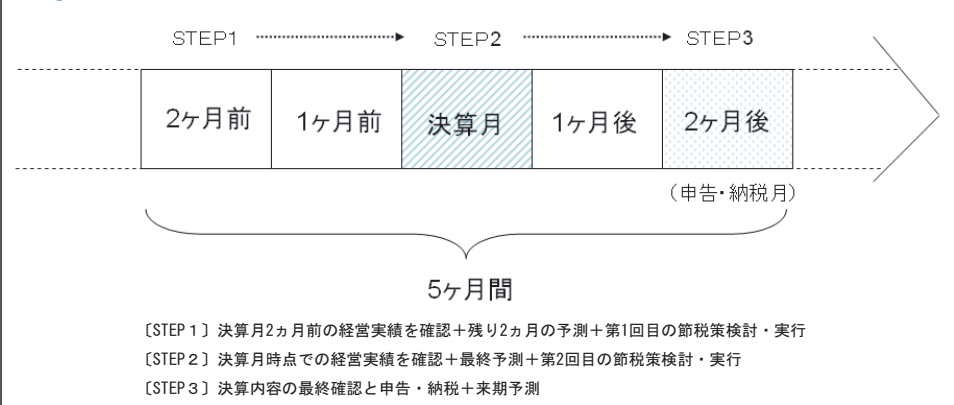 STEP1 STEP2 STEP3
2ヶ月前 1ヶ月前 決算月 1ヶ月後 2ヶ月後
(申告・納税月)
5ヶ月間
〔STEP1〕決算月2ヵ月前の経営実績を確認+残り2ヵ月の予測+第1回目の節税策検討・実行
〔STEP2〕決算月時点での経営実績を確認+最終予測+第2回目の節税策検討・実行
〔STEP3〕決算内容の最終確認と申告・納税+来期予測